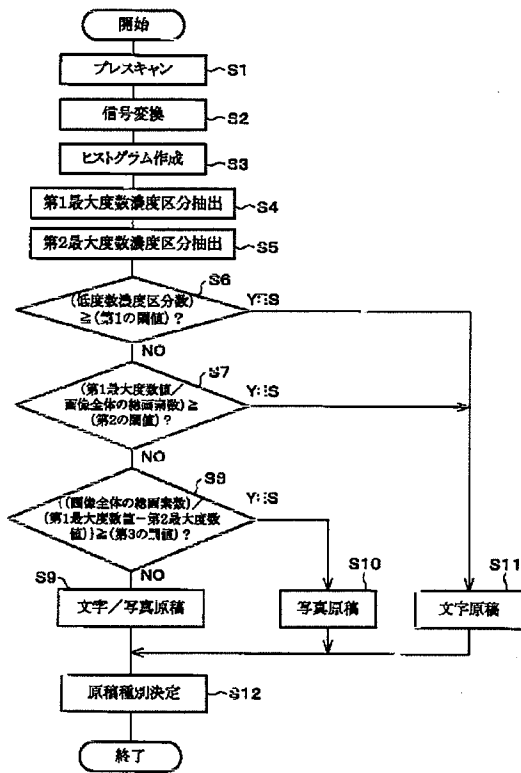 開始
プレスキャン
S1
信号変換
S2
ヒストグラム作成
S3
第1最大度数濃度区分抽出
S4
第2最大度数濃度区分抽出
S5
S6
(低度数濃度区分数)
≧(第1の閾値)?
YES
NO
S7
(第1最大度数値/
画像全体の総画素数)≧
(第2の閾値)?
YES
NO
S8
{(画像全体の総画素数)/
(第1最大度数値-第2最大度数
値)}≧(第3の閾値)?
YES
NO
S9
文字/写真原稿
S10
写真原稿
S11
文字原稿
原稿種別決定
S12
終了